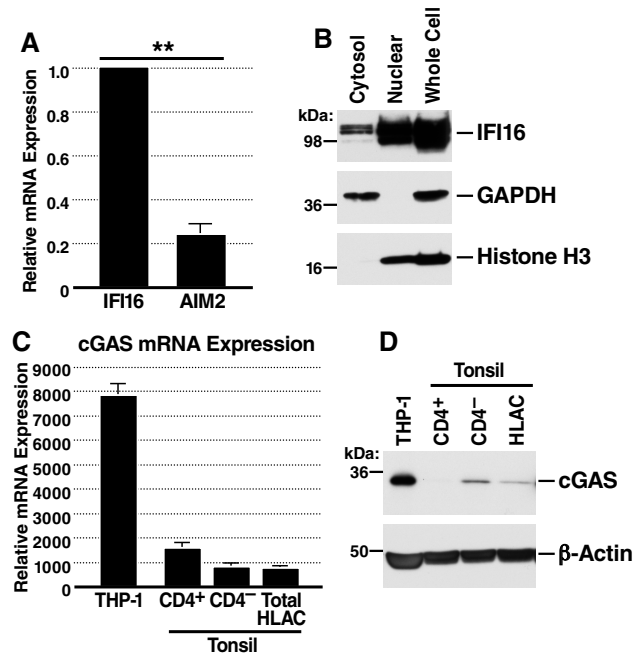 A
**
Relative mRNA Expression
1.0
0.8
0.6
0.4
0.2
0
IFI16 AIM2
B
Cytosol
Nuclear
Whole Cell
kDa:
98
IFI16
36
GAPDH
16
Histone H3
C
cGAS mRNA Expression
Relative mRNA Expression
9000
8000
7000
6000
5000
4000
3000
2000
1000
0
THP-1 CD4+ CD4− Total
HLAC
Tonsil
D
Tonsil
THP-1
CD4+
CD4−
HLAC
kDa:
36
cGAS
50
β-Actin